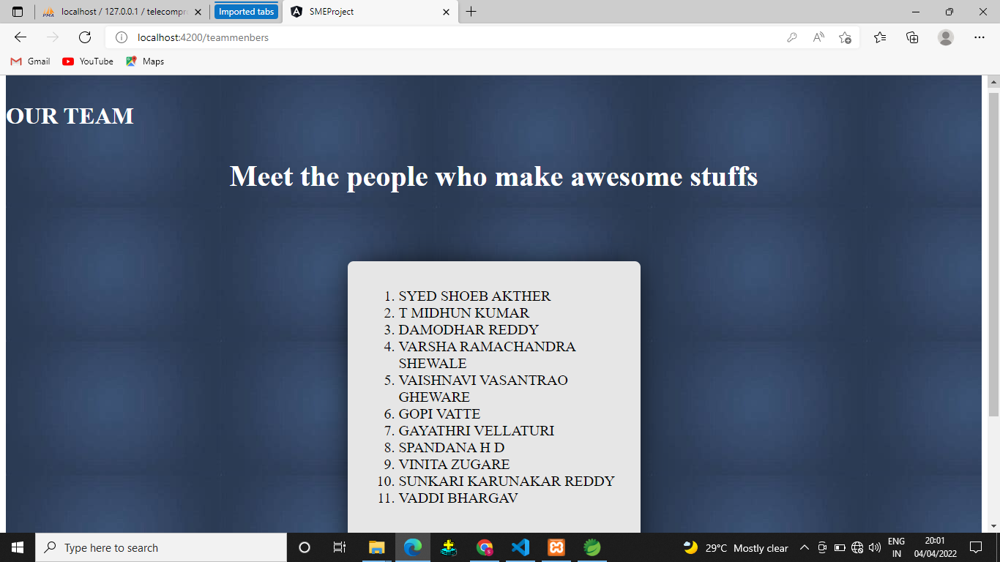 localhost / 127.0.0.1 / telecompr
Imported tabs
SMEProject
localhost:4200/teammenbers
Gmail
YouTube
Maps
OUR TEAM
Meet the people who make awesome stuffs
1. SYED SHOEB AKTHER
2. T MIDHUN KUMAR
3. DAMODHAR REDDY
4. VARSHA RAMACHANDRA
SHEWALE
5. VAISHNAVI VASANTRAO
GHEWARE
6. GOPI VATTE
7. GAYATHRI VELLATURI
8. SPANDANA H D
9. VINITA ZUGARE
10. SUNKARI KARUNAKAR REDDY
11. VADDI BHARGAV
Type here to search
29°C Mostly clear
ENG
IN
20:01
04/04/2022